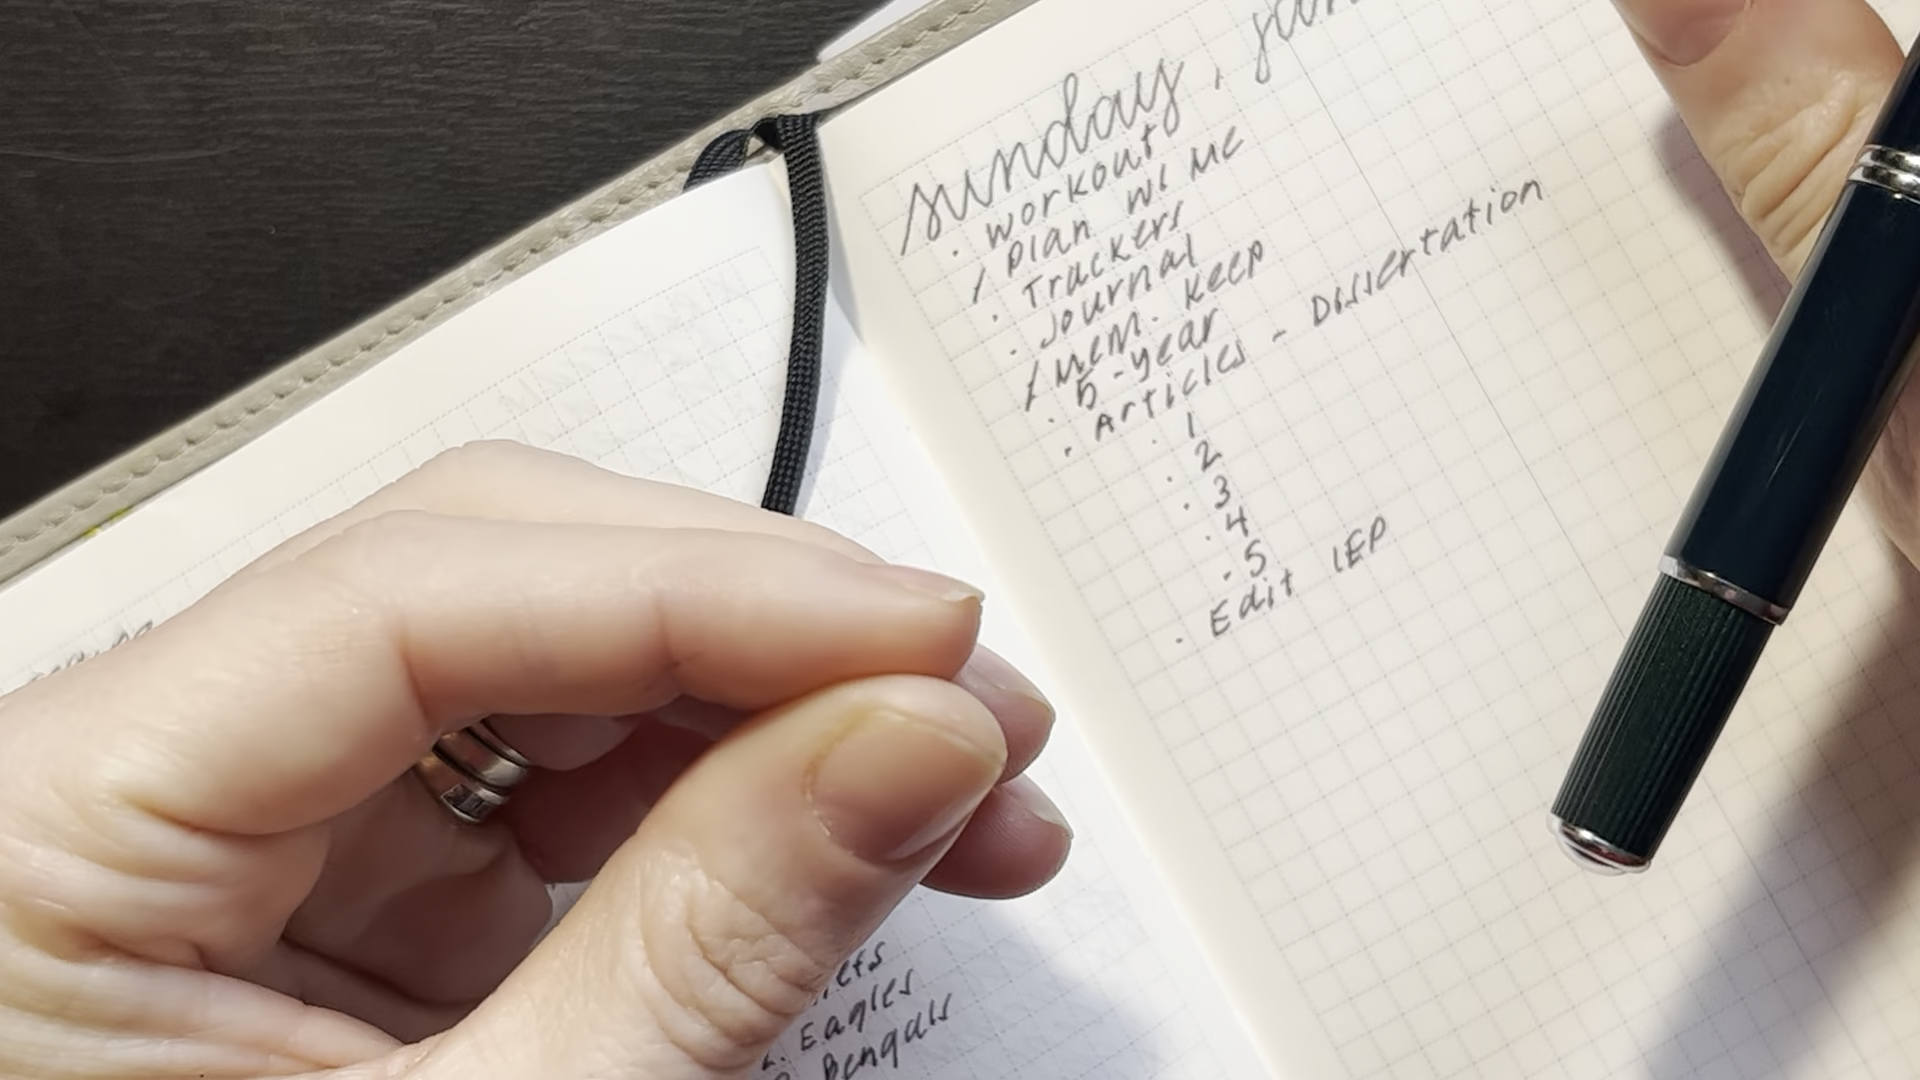 sunday,
. workout
/ Plan W/ MC
. Trackers
. Journal
/ Mem. Keep
. 5-year
. Articles - Dissertation
. 1
. 2
. 3
. 4
. 5
. Edit IEP
2. Eagles
Bengals